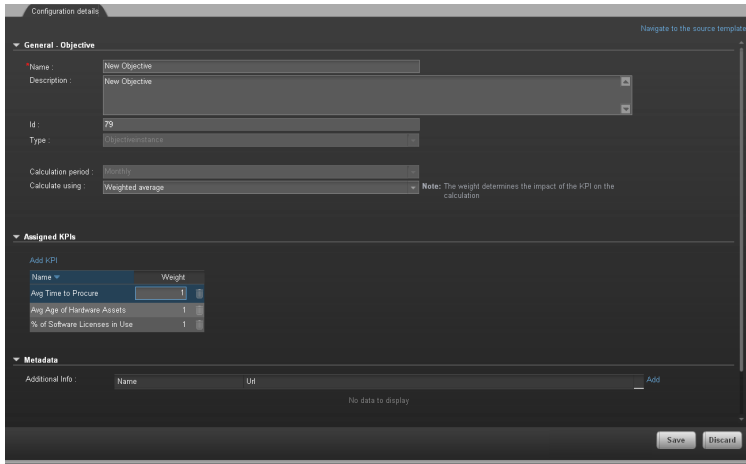 Configuration details
Navigate to the source template
General - Objective
*Name : New Objective
Description : New Objective
Id : 79
Type : Objectiveinstance
Calculation period : Monthly
Calculate using : Weighted average Note: The weight determines the impact of the KPI on the
calculation
Assigned KPIs
Add KPI
Name Weight
Avg Time to Procure 1
Avg Age of Hardware Assets 1
% of Software Licenses in Use 1
Metadata
Additional Info : Name Url Add
No data to display
Save Discard